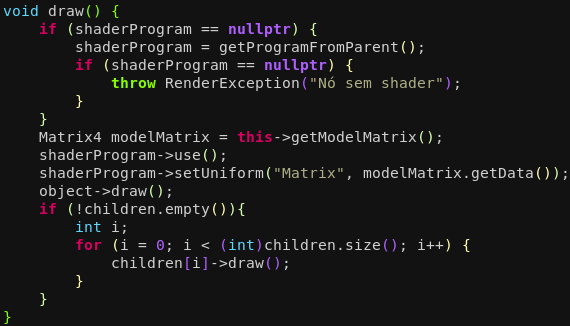 void draw() {
    if (shaderProgram == nullptr) {
        shaderProgram = getProgramFromParent();
        if (shaderProgram == nullptr) {
            throw RenderException("Nó sem shader");
        }
    }
    Matrix4 modelMatrix = this->getModelMatrix();
    shaderProgram->use();
    shaderProgram->setUniform("Matrix", modelMatrix.getData());
    object->draw();
    if (!children.empty()){
        int i;
        for (i = 0; i < (int)children.size(); i++) {
            children[i]->draw();
        }
    }
}